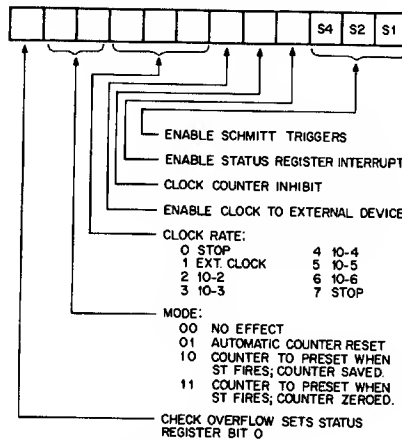 S4 S2 S1
ENABLE SCHMITT TRIGGERS
ENABLE STATUS REGISTER INTERRUPT
CLOCK COUNTER INHIBIT
ENABLE CLOCK TO EXTERNAL DEVICE
CLOCK RATE:
0 STOP 4 10-4
1 EXT. CLOCK 5 10-5
2 10-2 6 10-6
3 10-3 7 STOP
MODE:
00 NO EFFECT
01 AUTOMATIC COUNTER RESET
10 COUNTER TO PRESET WHEN
ST FIRES; COUNTER SAVED.
11 COUNTER TO PRESET WHEN
ST FIRES; COUNTER ZEROED.
CHECK OVERFLOW SETS STATUS
REGISTER BIT 0